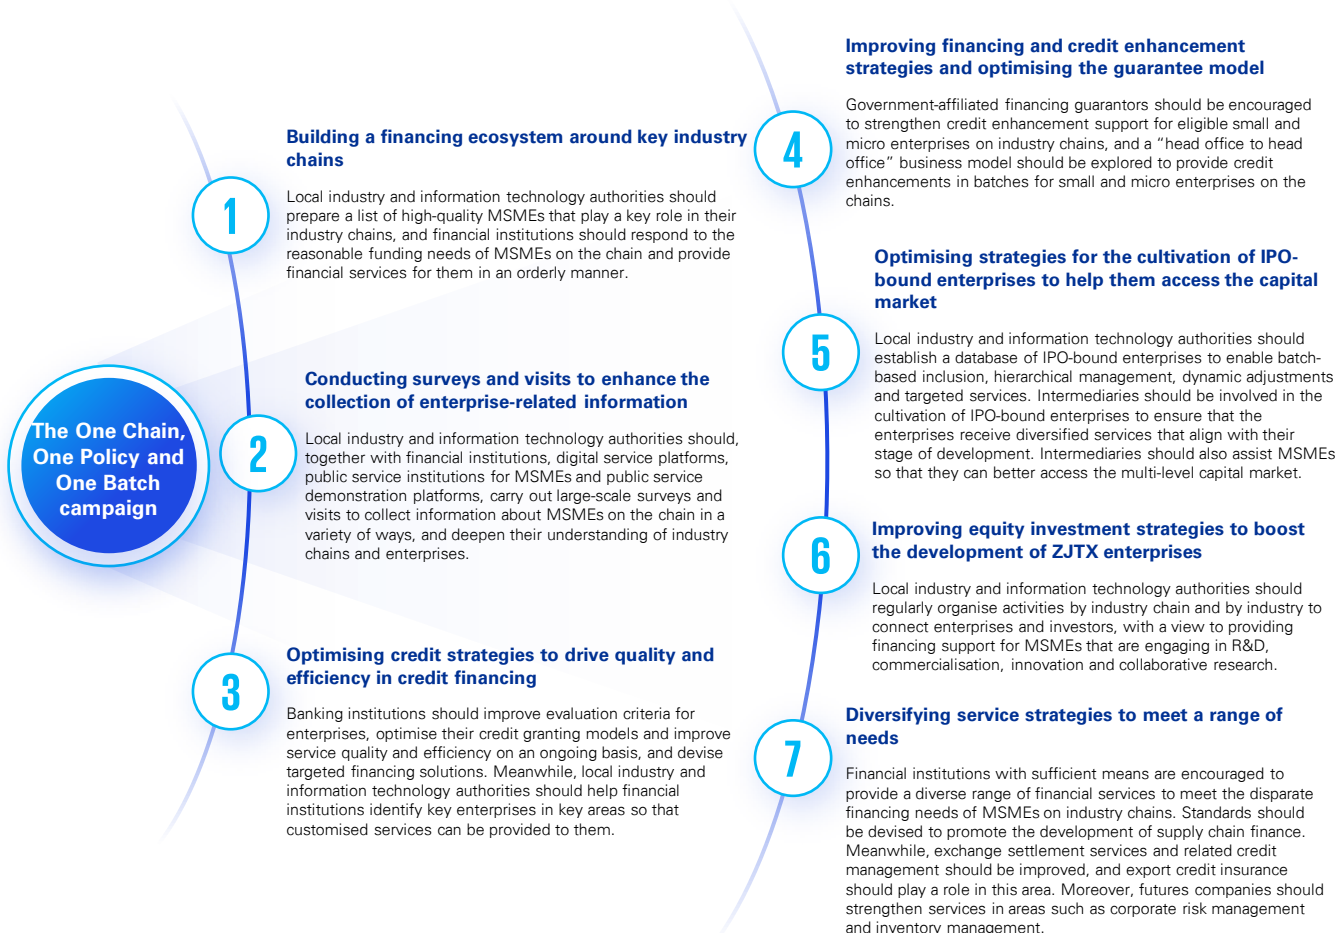 The One Chain,
One Policy and
One Batch
campaign
1
Building a financing ecosystem around key industry
chains
Local industry and information technology authorities should
prepare a list of high-quality MSMEs that play a key role in their
industry chains, and financial institutions should respond to the
reasonable funding needs of MSMEs on the chain and provide
financial services for them in an orderly manner.
2
Conducting surveys and visits to enhance the
collection of enterprise-related information
Local industry and information technology authorities should,
together with financial institutions, digital service platforms,
public service institutions for MSMEs and public service
demonstration platforms, carry out large-scale surveys and
visits to collect information about MSMEs on the chain in a
variety of ways, and deepen their understanding of industry
chains and enterprises.
3
Optimising credit strategies to drive quality and
efficiency in credit financing
Banking institutions should improve evaluation criteria for
enterprises, optimise their credit granting models and improve
service quality and efficiency on an ongoing basis, and devise
targeted financing solutions. Meanwhile, local industry and
information technology authorities should help financial
institutions identify key enterprises in key areas so that
customised services can be provided to them.
4
Improving financing and credit enhancement
strategies and optimising the guarantee model
Government-affiliated financing guarantors should be encouraged
to strengthen credit enhancement support for eligible small and
micro enterprises on industry chains, and a “head office to head
office” business model should be explored to provide credit
enhancements in batches for small and micro enterprises on the
chains.
5
Optimising strategies for the cultivation of IPO-
bound enterprises to help them access the capital
market
Local industry and information technology authorities should
establish a database of IPO-bound enterprises to enable batch-
based inclusion, hierarchical management, dynamic adjustments
and targeted services. Intermediaries should be involved in the
cultivation of IPO-bound enterprises to ensure that the
enterprises receive diversified services that align with their
stage of development. Intermediaries should also assist MSMEs
so that they can better access the multi-level capital market.
6
Improving equity investment strategies to boost
the development of ZJTX enterprises
Local industry and information technology authorities should
regularly organise activities by industry chain and by industry to
connect enterprises and investors, with a view to providing
financing support for MSMEs that are engaging in R&D,
commercialisation, innovation and collaborative research.
7
Diversifying service strategies to meet a range of
needs
Financial institutions with sufficient means are encouraged to
provide a diverse range of financial services to meet the disparate
financing needs of MSMEs on industry chains. Standards should
be devised to promote the development of supply chain finance.
Meanwhile, exchange settlement services and related credit
management should be improved, and export credit insurance
should play a role in this area. Moreover, futures companies should
strengthen services in areas such as corporate risk management
and inventory management.